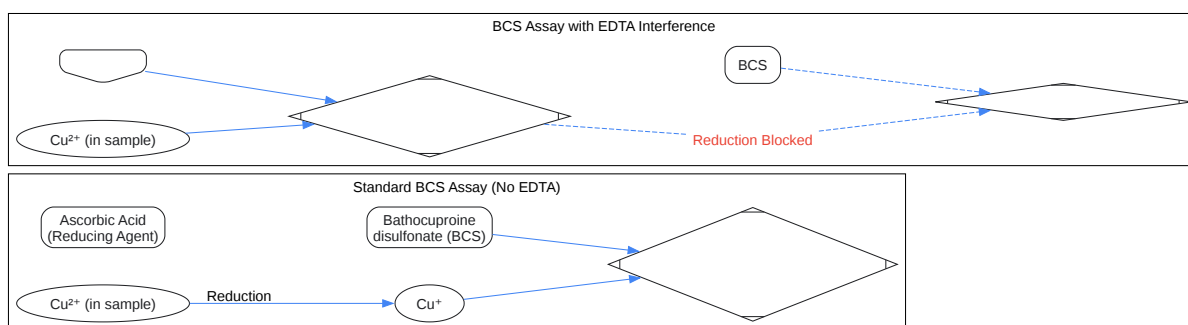 BCS Assay with EDTA Interference
BCS
Cu²⁺ (in sample)
Reduction Blocked
Standard BCS Assay (No EDTA)
Ascorbic Acid
(Reducing Agent)
Bathocuproine
disulfonate (BCS)
Cu²⁺ (in sample)
Reduction
Cu⁺